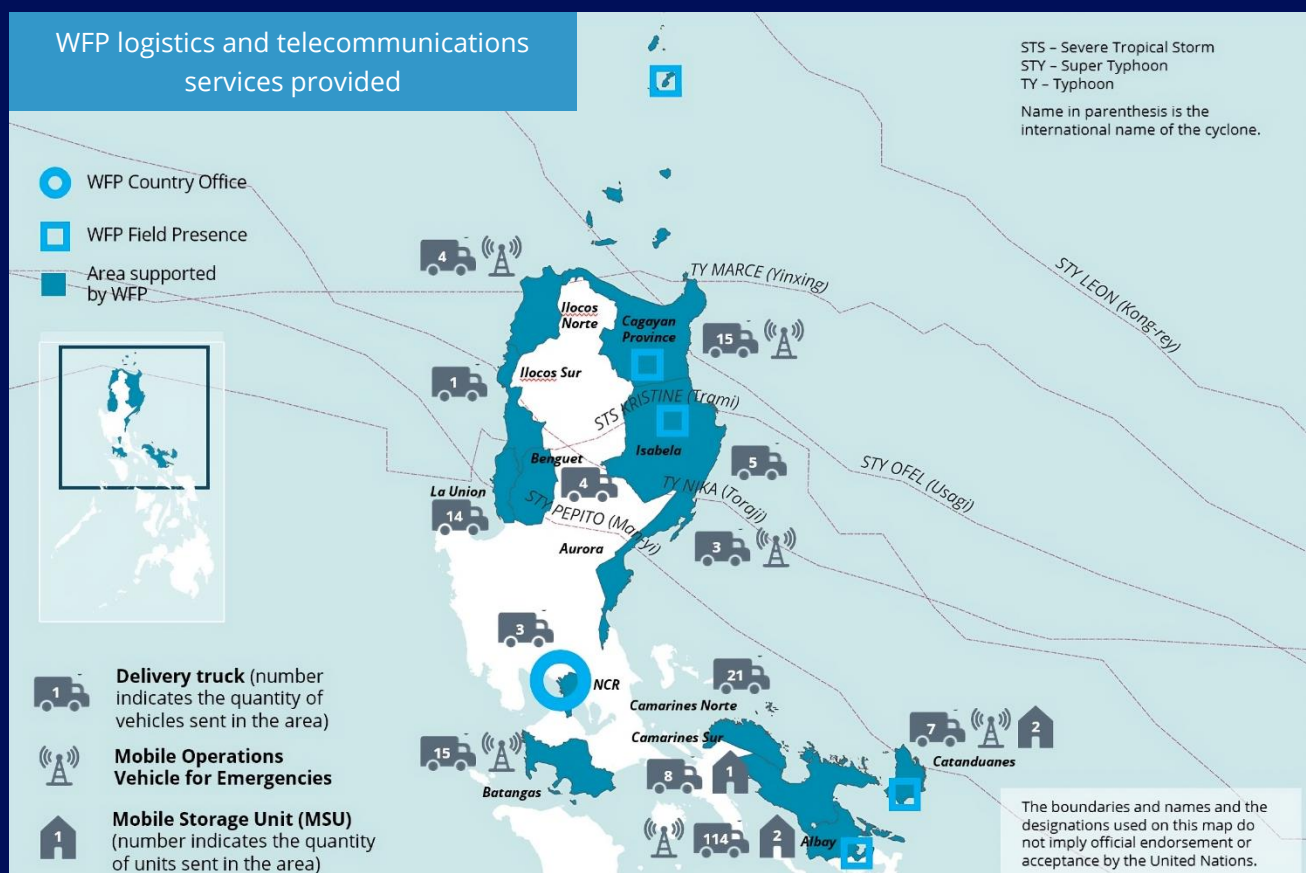 WFP logistics and telecommunications
services provided
STS – Severe Tropical Storm
STY – Super Typhoon
TY – Typhoon
Name in parenthesis is the
international name of the cyclone.
WFP Country Office
WFP Field Presence
Area supported
by WFP
4
TY MARCE (Yinxing)
STY LEON (Kong-rey)
Ilocos
Norte
Cagayan
Province
15
Ilocos Sur
1
STS KRISTINE (Trami)
Isabela
5
STY OFEL (Usagi)
Benguet
4
TY NIKA (Toraji)
La Union
14
STY PEPITO (Man-yi)
Aurora
3
3
NCR
21
Camarines Norte
Camarines Sur
7
2
Catanduanes
15
Batangas
8
1
114
2
Albay
1
Delivery truck (number
indicates the quantity of
vehicles sent in the area)
Mobile Operations
Vehicle for Emergencies
1
Mobile Storage Unit (MSU)
(number indicates the quantity
of units sent in the area)
The boundaries and names and the
designations used on this map do
not imply official endorsement or
acceptance by the United Nations.